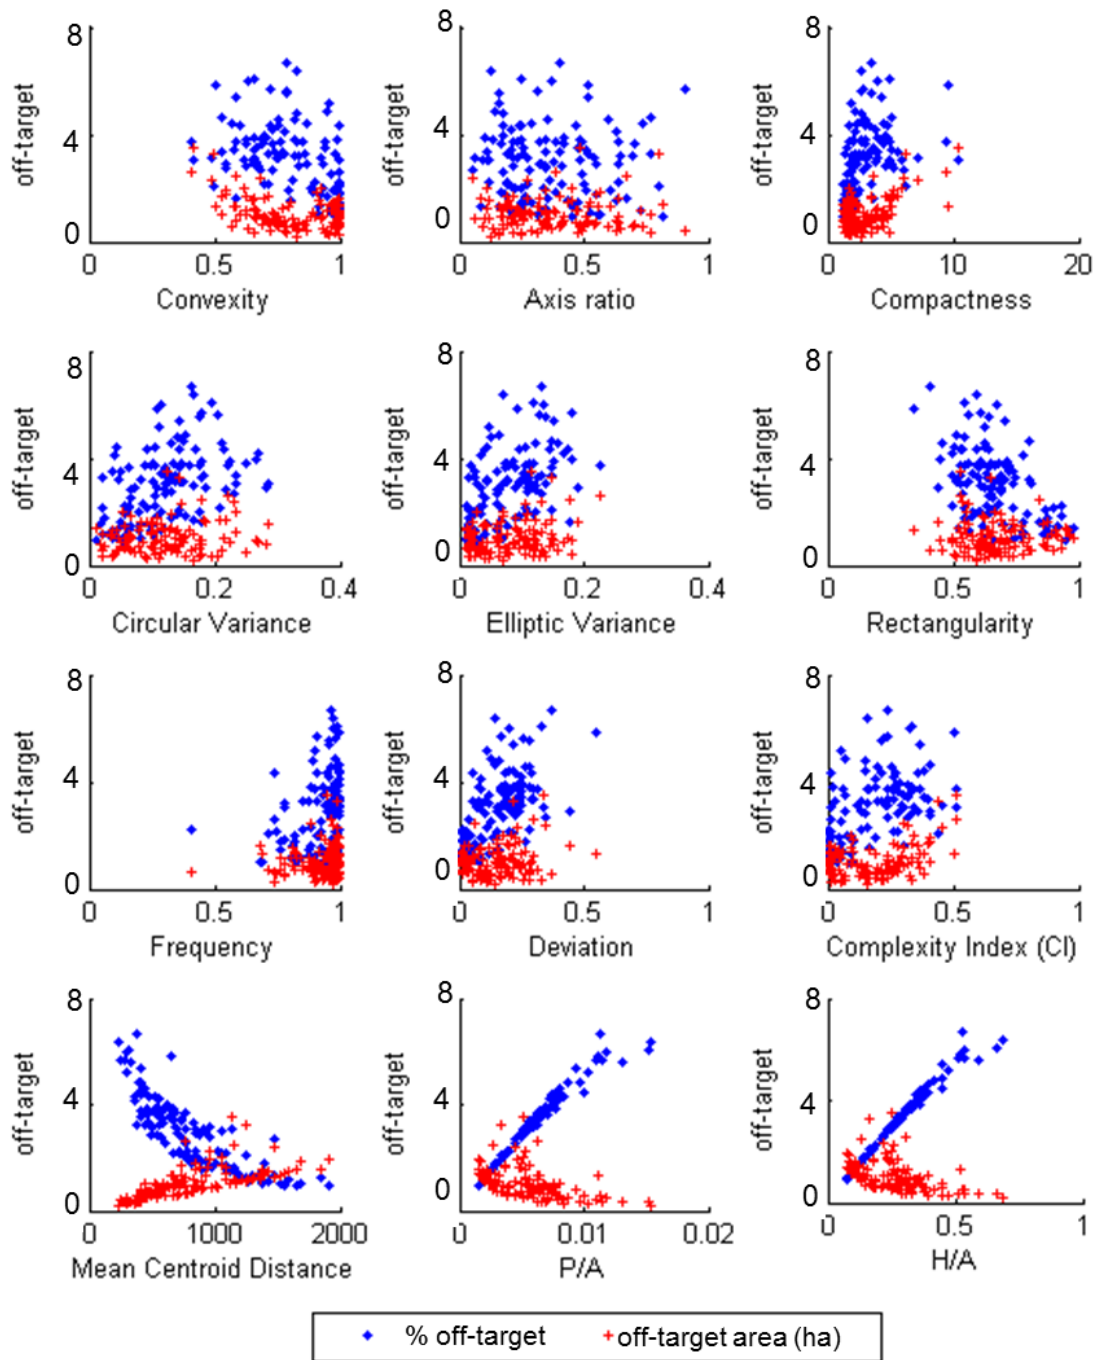 8 8 8
off-target off-target off-target
4 4 4
0 0 0
0 0.5 1 0 0.5 1 0 10 20
Convexity Axis ratio Compactness
8 8 8
off-target off-target off-target
4 4 4
0 0 0
0 0.2 0.4 0 0.2 0.4 0 0.5 1
Circular Variance Elliptic Variance Rectangularity
8 8 8
off-target off-target off-target
4 4 4
0 0 0
0 0.5 1 0 0.5 1 0 0.5 1
Frequency Deviation Complexity Index (CI)
8 8 8
off-target off-target off-target
4 4 4
0 0 0
0 1000 2000 0 0.01 0.02 0 0.5 1
Mean Centroid Distance P/A H/A
% off-target off-target area (ha)